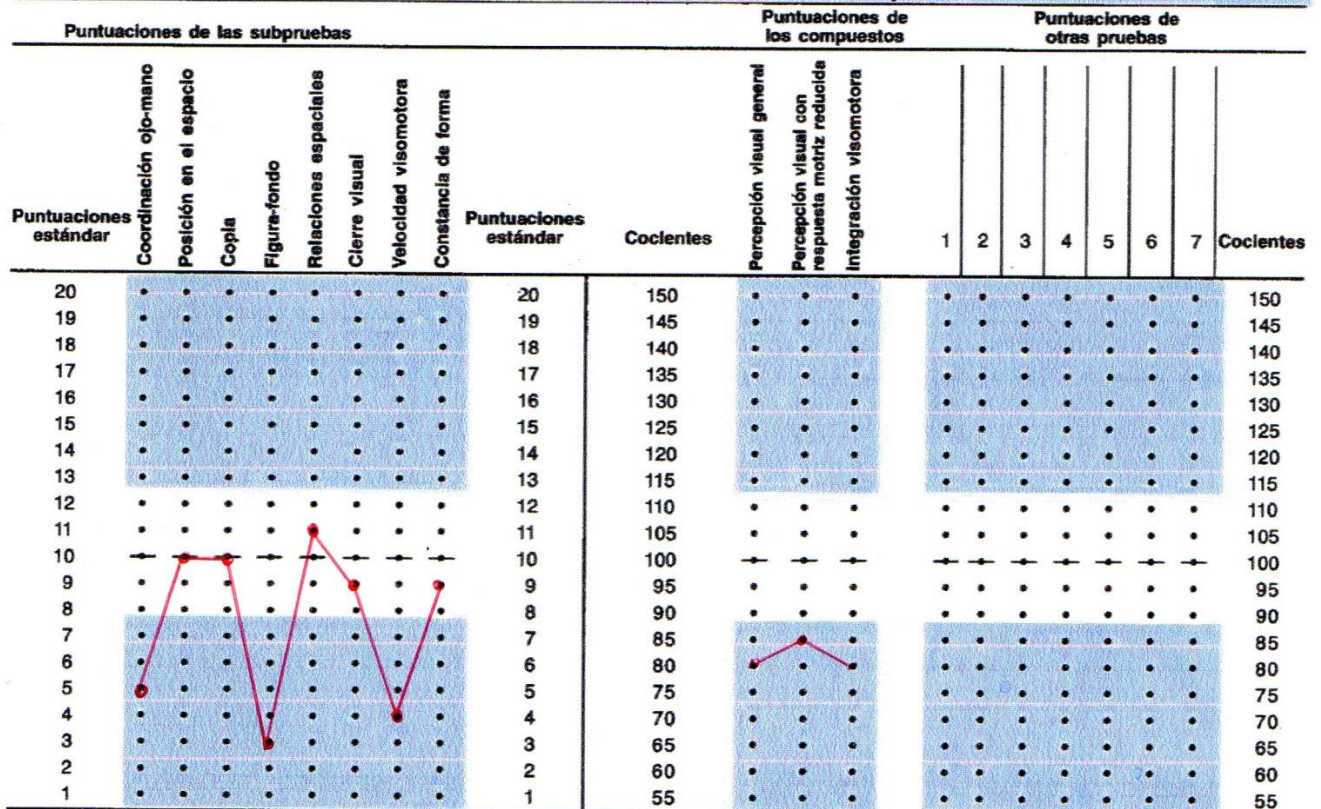 Puntuaciones de las subpruebas
Puntuaciones de los compuestos
Puntuaciones de otras pruebas
Puntuaciones estándar
Coordinación ojo-mano
Posición en el espacio
Copia
Figura-fondo
Relaciones espaciales
Cierre visual
Velocidad visomotora
Constancia de forma
Puntuaciones estándar
Cocientes
Percepción visual general
Percepción visual con respuesta motriz reducida
Integración visomotora
1 2 3 4 5 6 7 Cocientes
20 20 150 150
19 19 145 145
18 18 140 140
17 17 135 135
16 16 130 130
15 15 125 125
14 14 120 120
13 13 115 115
12 12 110 110
11 11 105 105
10 10 100 100
9 9 95 95
8 8 90 90
7 7 85 85
6 6 80 80
5 5 75 75
4 4 70 70
3 3 65 65
2 2 60 60
1 1 55 55